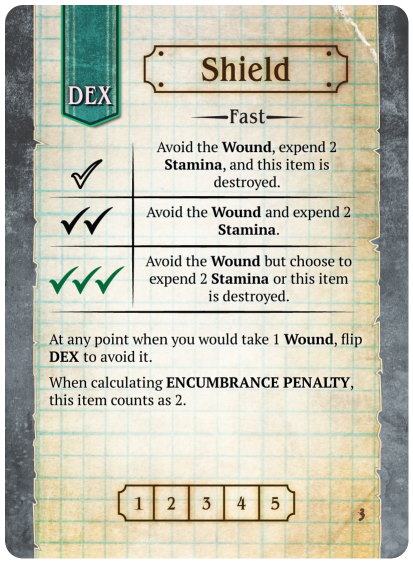 DEX
Shield
Fast
Avoid the Wound, expend 2
Stamina, and this item is
destroyed.
Avoid the Wound and expend 2
Stamina.
Avoid the Wound but choose to
expend 2 Stamina or this item
is destroyed.
At any point when you would take 1 Wound, flip
DEX to avoid it.
When calculating ENCUMBRANCE PENALTY,
this item counts as 2.
1 2 3 4 5
3